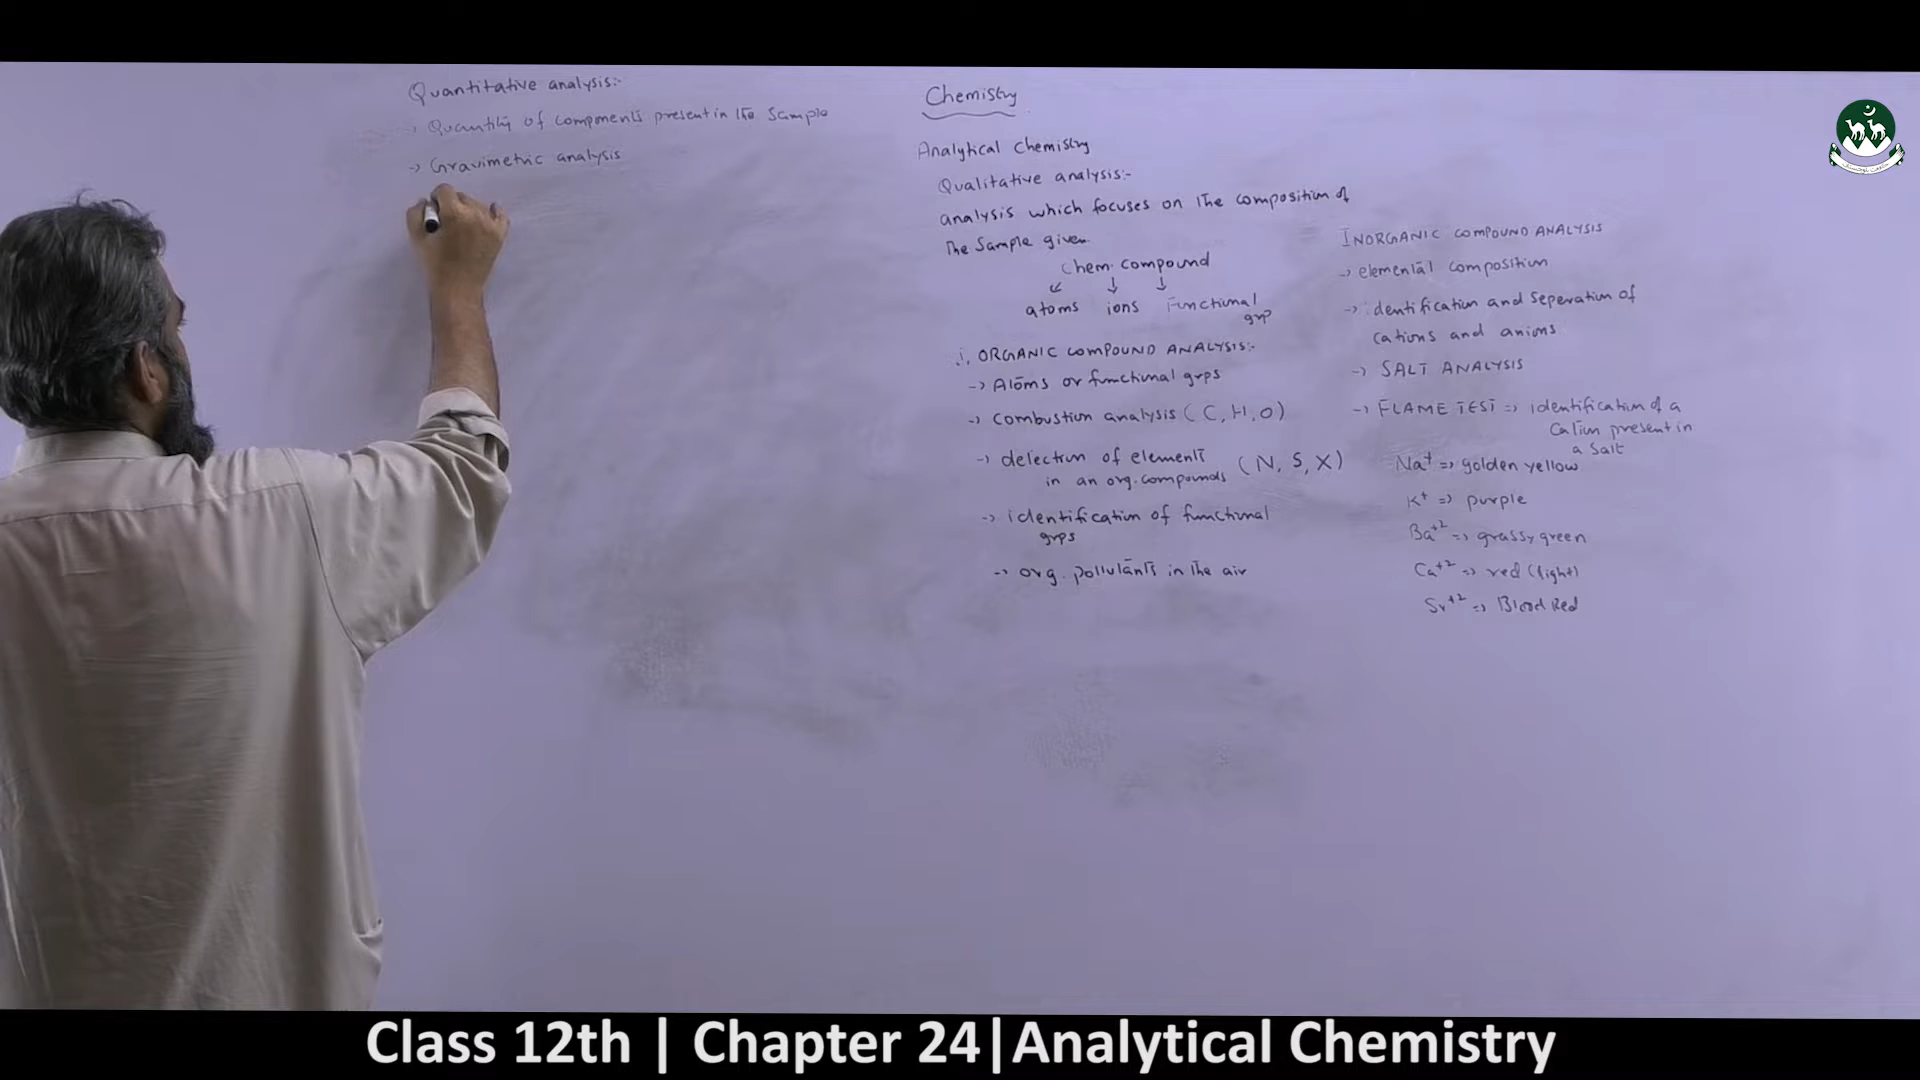 Quantitative analysis:-
-> Quantity of components present in the Sample
-> Gravimetric analysis
Chemistry
Analytical Chemistry
Qualitative analysis:-
analysis which focuses on the composition of
the Sample given
Chem. compound
atoms ions Functional
grp
i. ORGANIC COMPOUND ANALYSIS:-
-> Atoms or functional grps
-> combustion analysis (C, H, O)
-> detection of elements
in an org. compounds (N, S, X)
-> identification of functional
grps
-> org. pollutants in the air
INORGANIC COMPOUND ANALYSIS
-> elemental composition
-> identification and Seperation of
cations and anions
-> SALT ANALYSIS
-> FLAME TEST => identification of a
Cation present in
a Salt
Na⁺ => golden yellow
K⁺ => purple
Ba⁺² => grassy green
Ca⁺² => red (light)
Sr⁺² => Blood Red
Class 12th | Chapter 24|Analytical Chemistry